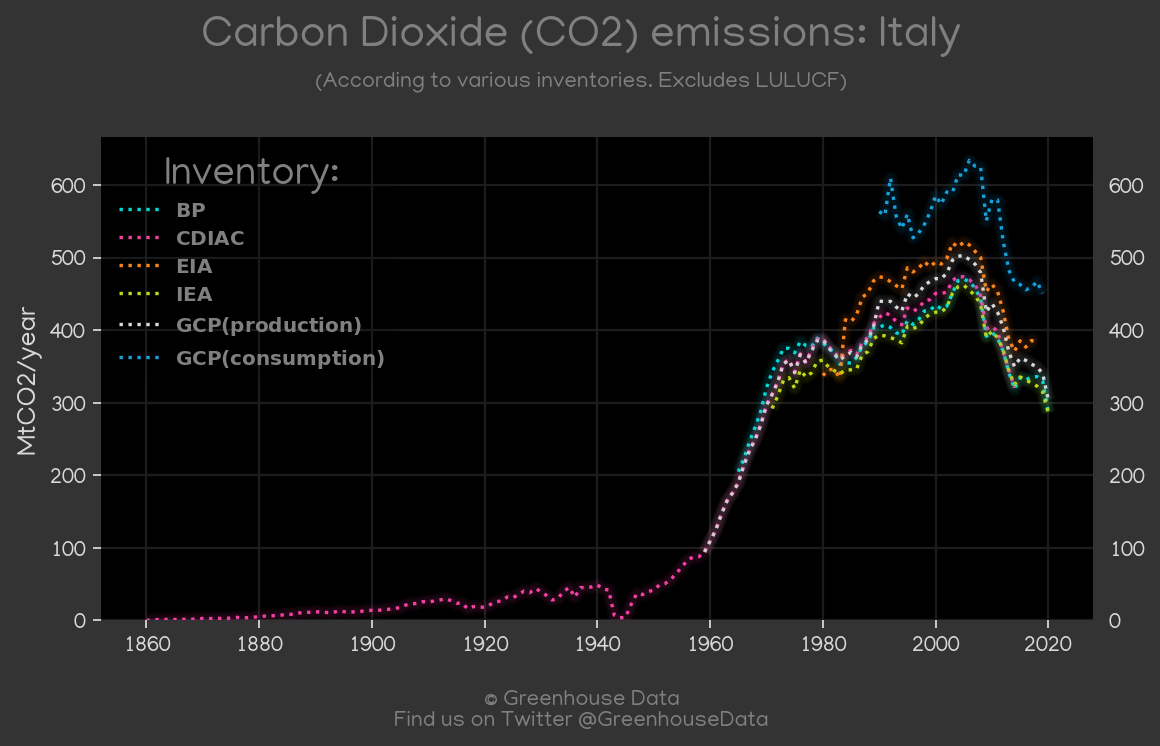 Carbon Dioxide (CO2) emissions: Italy
(According to various inventories. Excludes LULUCF)
Inventory:
BP
CDIAC
EIA
IEA
GCP(production)
GCP(consumption)
MtCO2/year
600
500
400
300
200
100
0
600
500
400
300
200
100
0
1860 1880 1900 1920 1940 1960 1980 2000 2020
© Greenhouse Data
Find us on Twitter @GreenhouseData